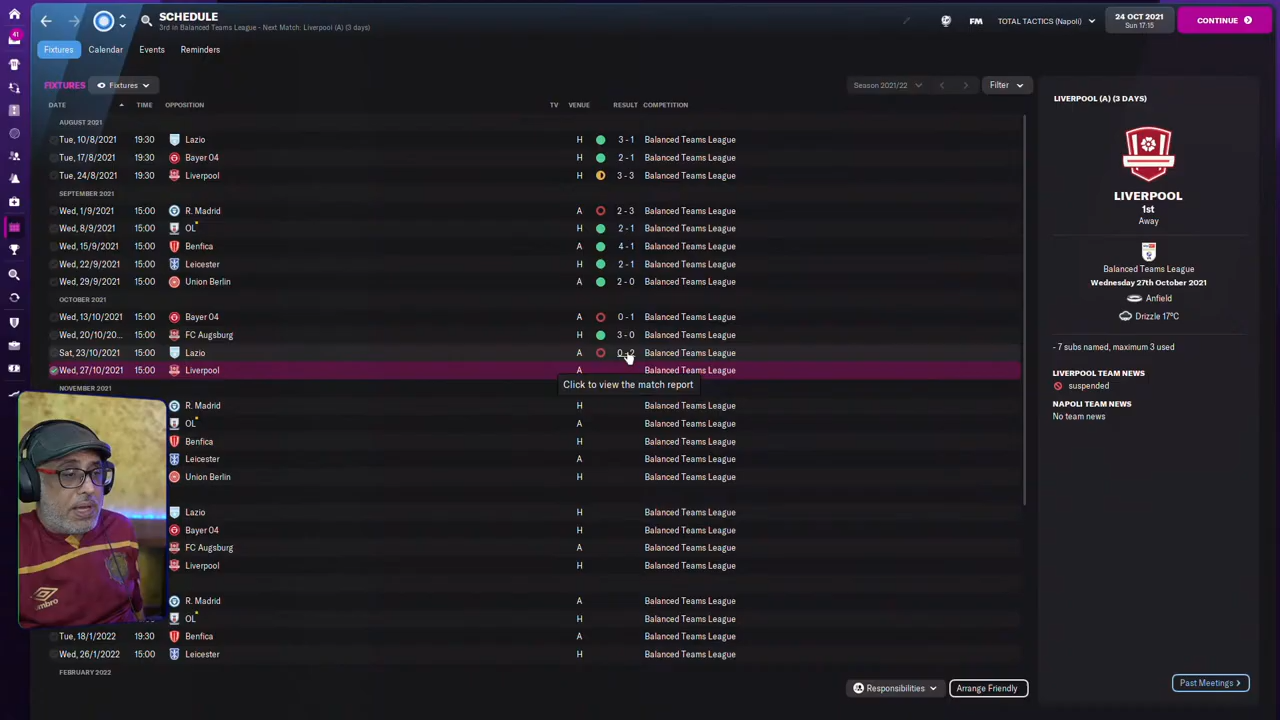 SCHEDULE
3rd in Balanced Teams League - Next Match: Liverpool (A) (3 days)
FM
TOTAL TACTICS (Napoli)
24 OCT 2021
Sun 17:15
CONTINUE
41
Fixtures Calendar Events Reminders
FIXTURES Fixtures Season 2021/22 Filter
DATE TIME OPPOSITION TV VENUE RESULT COMPETITION
AUGUST 2021
Tue, 10/8/2021 19:30 Lazio H 3 - 1 Balanced Teams League
Tue, 17/8/2021 19:30 Bayer 04 H 2 - 1 Balanced Teams League
Tue, 24/8/2021 19:30 Liverpool H 3 - 3 Balanced Teams League
SEPTEMBER 2021
Wed, 1/9/2021 15:00 R. Madrid A 2 - 3 Balanced Teams League
Wed, 8/9/2021 15:00 OL* H 2 - 1 Balanced Teams League
Wed, 15/9/2021 15:00 Benfica A 4 - 1 Balanced Teams League
Wed, 22/9/2021 15:00 Leicester H 2 - 1 Balanced Teams League
Wed, 29/9/2021 15:00 Union Berlin A 2 - 0 Balanced Teams League
OCTOBER 2021
Wed, 13/10/2021 15:00 Bayer 04 A 0 - 1 Balanced Teams League
Wed, 20/10/20... 15:00 FC Augsburg H 3 - 0 Balanced Teams League
Sat, 23/10/2021 15:00 Lazio A 0 - 2 Balanced Teams League
Wed, 27/10/2021 15:00 Liverpool A Balanced Teams League
Click to view the match report
NOVEMBER 2021
R. Madrid H Balanced Teams League
OL* A Balanced Teams League
Benfica H Balanced Teams League
Leicester A Balanced Teams League
Union Berlin H Balanced Teams League
Lazio H Balanced Teams League
Bayer 04 H Balanced Teams League
FC Augsburg A Balanced Teams League
Liverpool H Balanced Teams League
R. Madrid A Balanced Teams League
OL* H Balanced Teams League
Tue, 18/1/2022 19:30 Benfica A Balanced Teams League
Wed, 26/1/2022 15:00 Leicester H Balanced Teams League
FEBRUARY 2022
Responsibilities Arrange Friendly
LIVERPOOL (A) (3 DAYS)
LIVERPOOL
1st
Away
Balanced Teams League
Wednesday 27th October 2021
Anfield
Drizzle 17°C
- 7 subs named, maximum 3 used
LIVERPOOL TEAM NEWS
suspended
NAPOLI TEAM NEWS
No team news
Past Meetings >
umbro